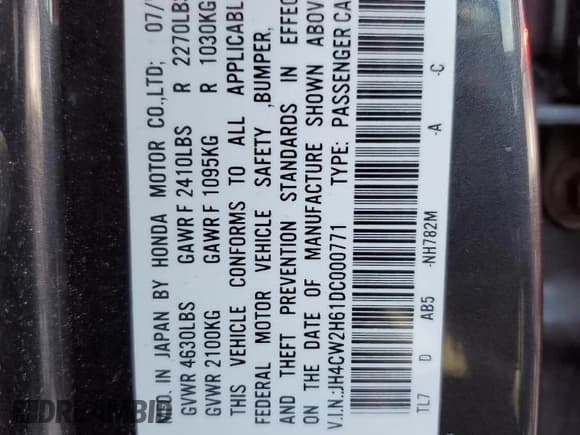 MFD. IN JAPAN BY HONDA MOTOR CO.,LTD; 07/
GVWR 4630LBS GAWR F 2410LBS R 2270LBS
GVWR 2100KG GAWR F 1095KG R 1030KG
THIS VEHICLE CONFORMS TO ALL APPLICABLE
FEDERAL MOTOR VEHICLE SAFETY ,BUMPER,
AND THEFT PREVENTION STANDARDS IN EFFEC
ON THE DATE OF MANUFACTURE SHOWN ABOV
V.I.N.:JH4CW2H61DC000771 TYPE: PASSENGER CA
TL7 D AB5 -NH782M -A -C